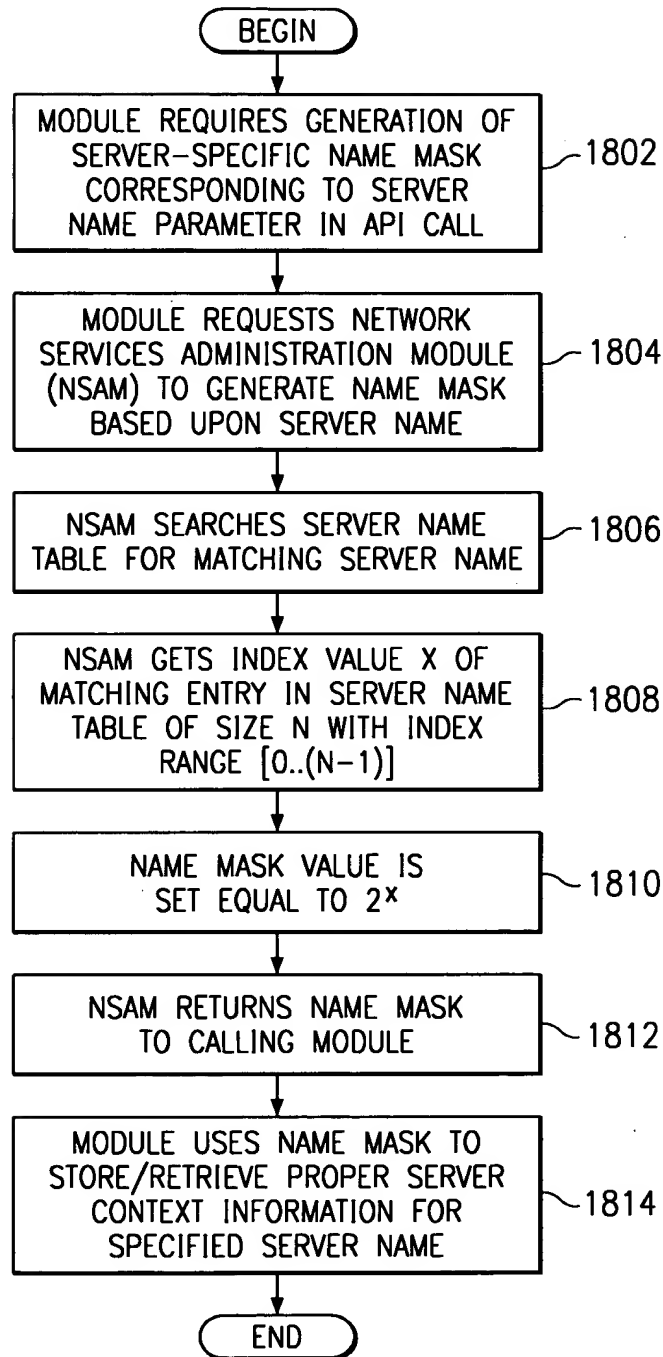 BEGIN
MODULE REQUIRES GENERATION OF
SERVER-SPECIFIC NAME MASK
CORRESPONDING TO SERVER
NAME PARAMETER IN API CALL
1802
MODULE REQUESTS NETWORK
SERVICES ADMINISTRATION MODULE
(NSAM) TO GENERATE NAME MASK
BASED UPON SERVER NAME
1804
NSAM SEARCHES SERVER NAME
TABLE FOR MATCHING SERVER NAME
1806
NSAM GETS INDEX VALUE X OF
MATCHING ENTRY IN SERVER NAME
TABLE OF SIZE N WITH INDEX
RANGE [0..(N-1)]
1808
NAME MASK VALUE IS
SET EQUAL TO 2ˣ
1810
NSAM RETURNS NAME MASK
TO CALLING MODULE
1812
MODULE USES NAME MASK TO
STORE/RETRIEVE PROPER SERVER
CONTEXT INFORMATION FOR
SPECIFIED SERVER NAME
1814
END